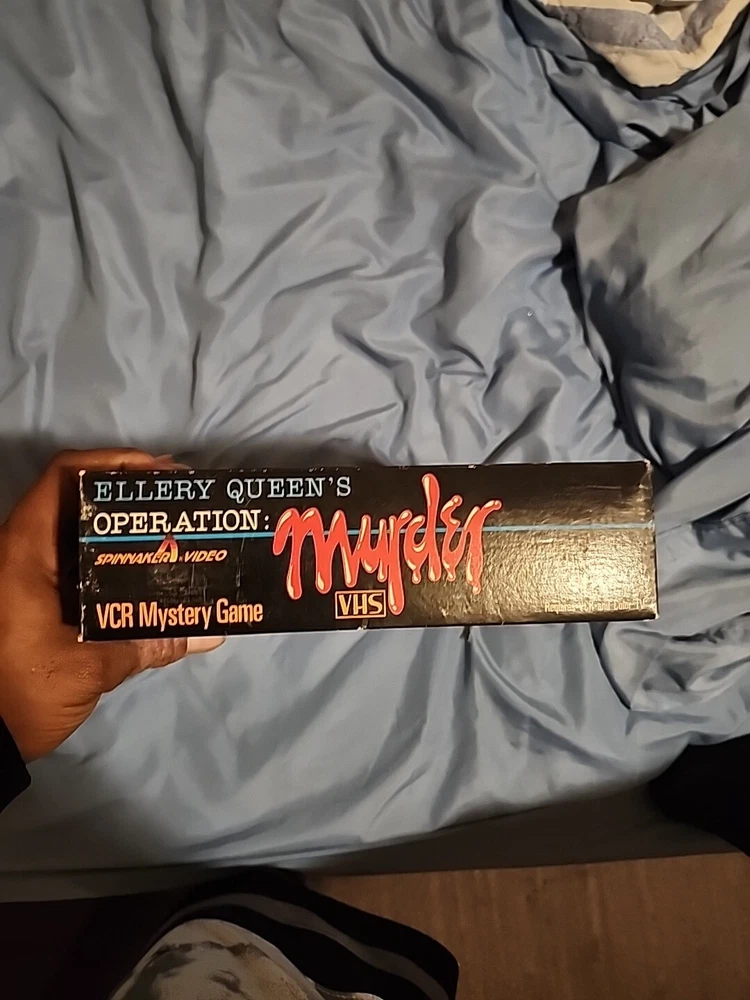 ELLERY QUEEN'S
OPERATION: Murder
SPINNAKER VIDEO
VCR Mystery Game
VHS